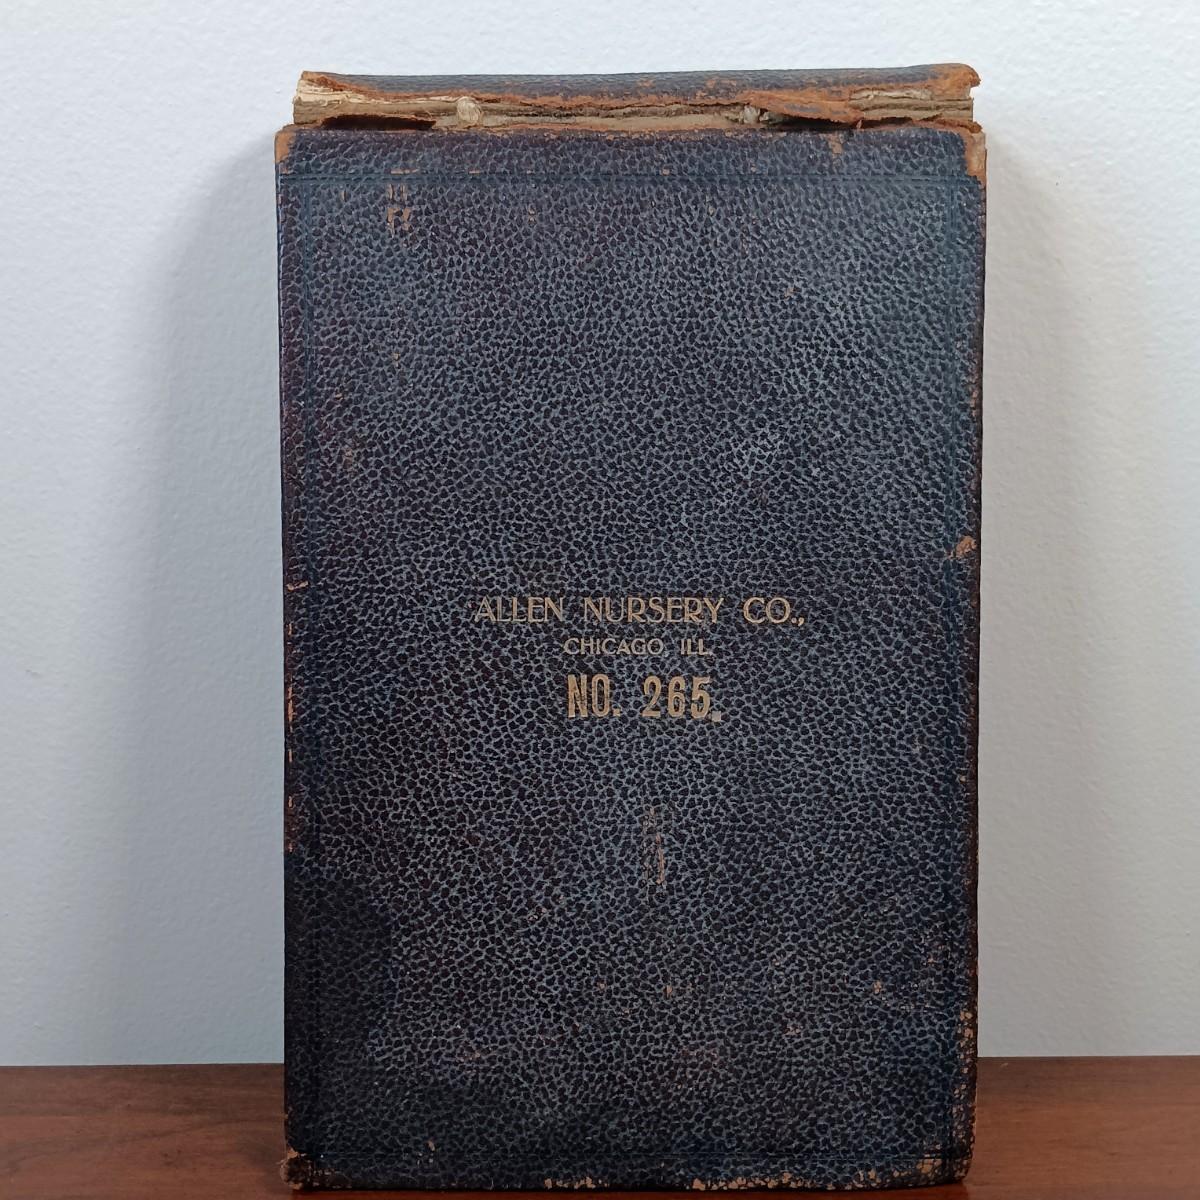 ALLEN NURSERY CO.,
CHICAGO ILL.
NO. 265.